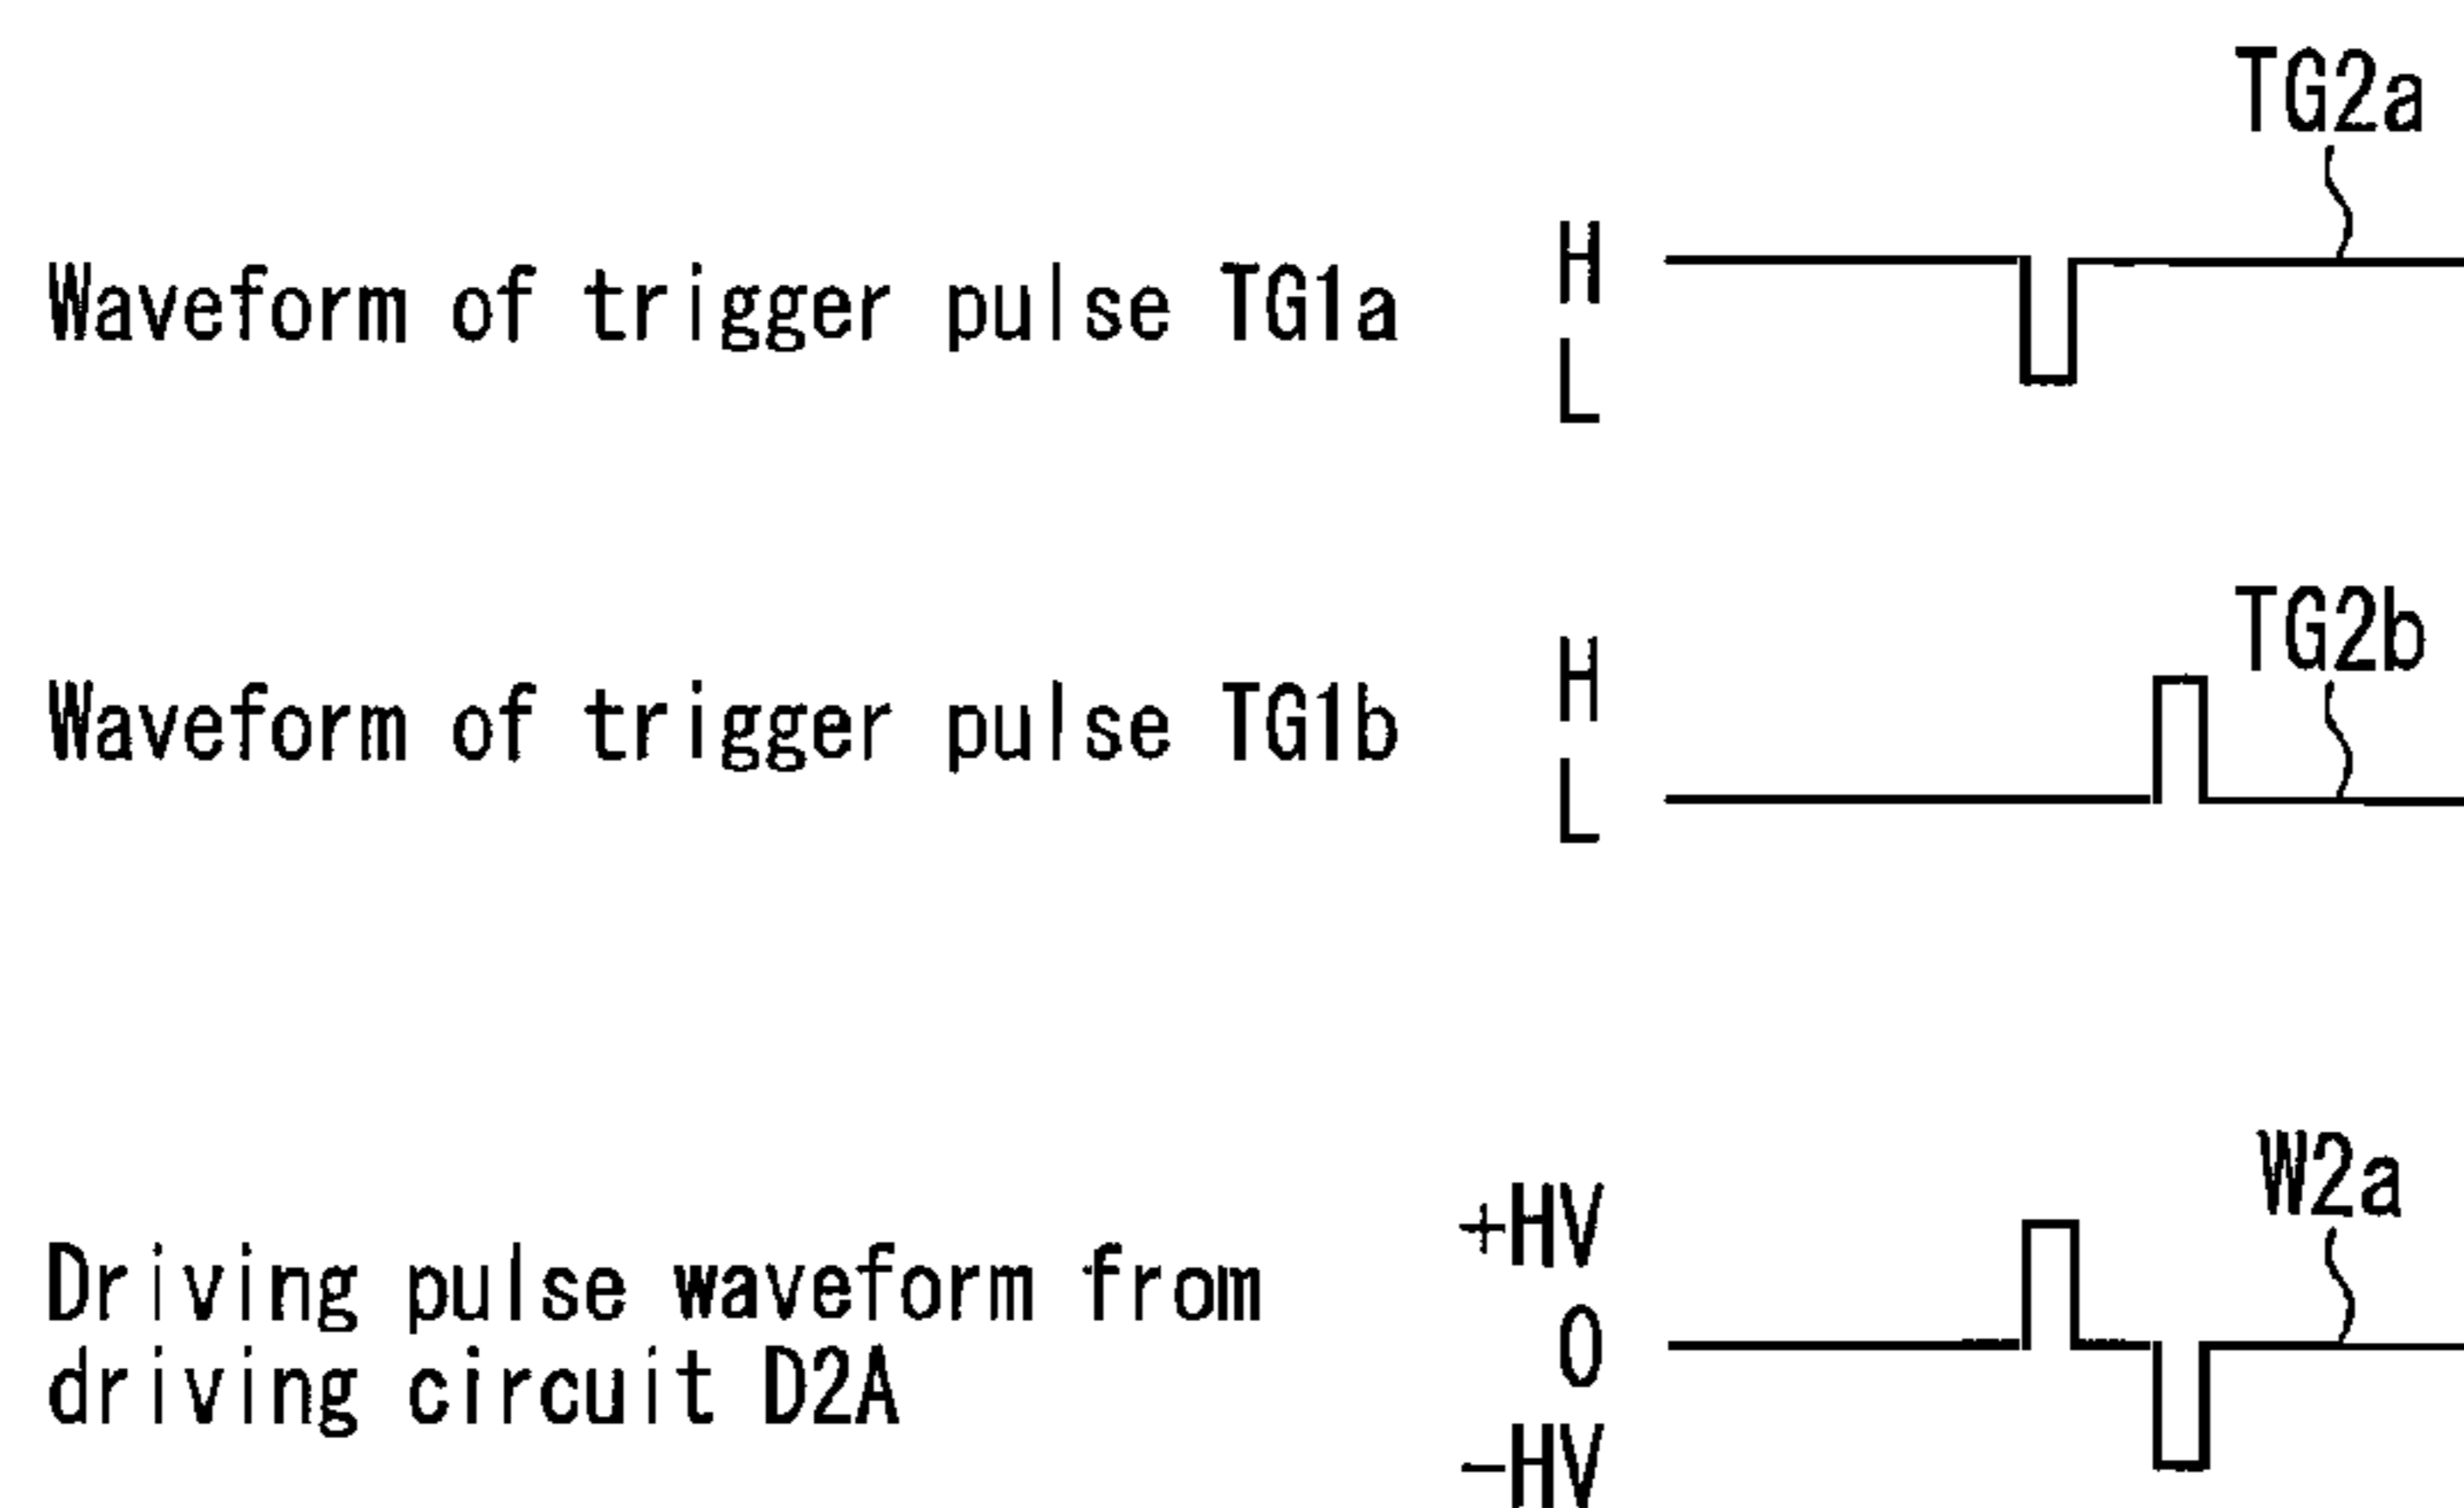 TG2a
Waveform of trigger pulse TG1a
H
L
TG2b
Waveform of trigger pulse TG1b
H
L
W2a
Driving pulse waveform from
driving circuit D2A
+HV
0
-HV